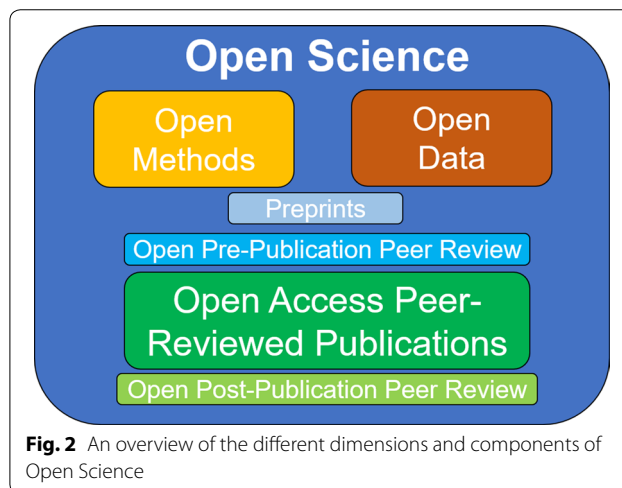 Open Science
Open
Methods
Open
Data
Preprints
Open Pre-Publication Peer Review
Open Access Peer-
Reviewed Publications
Open Post-Publication Peer Review
Fig. 2 An overview of the different dimensions and components of
Open Science